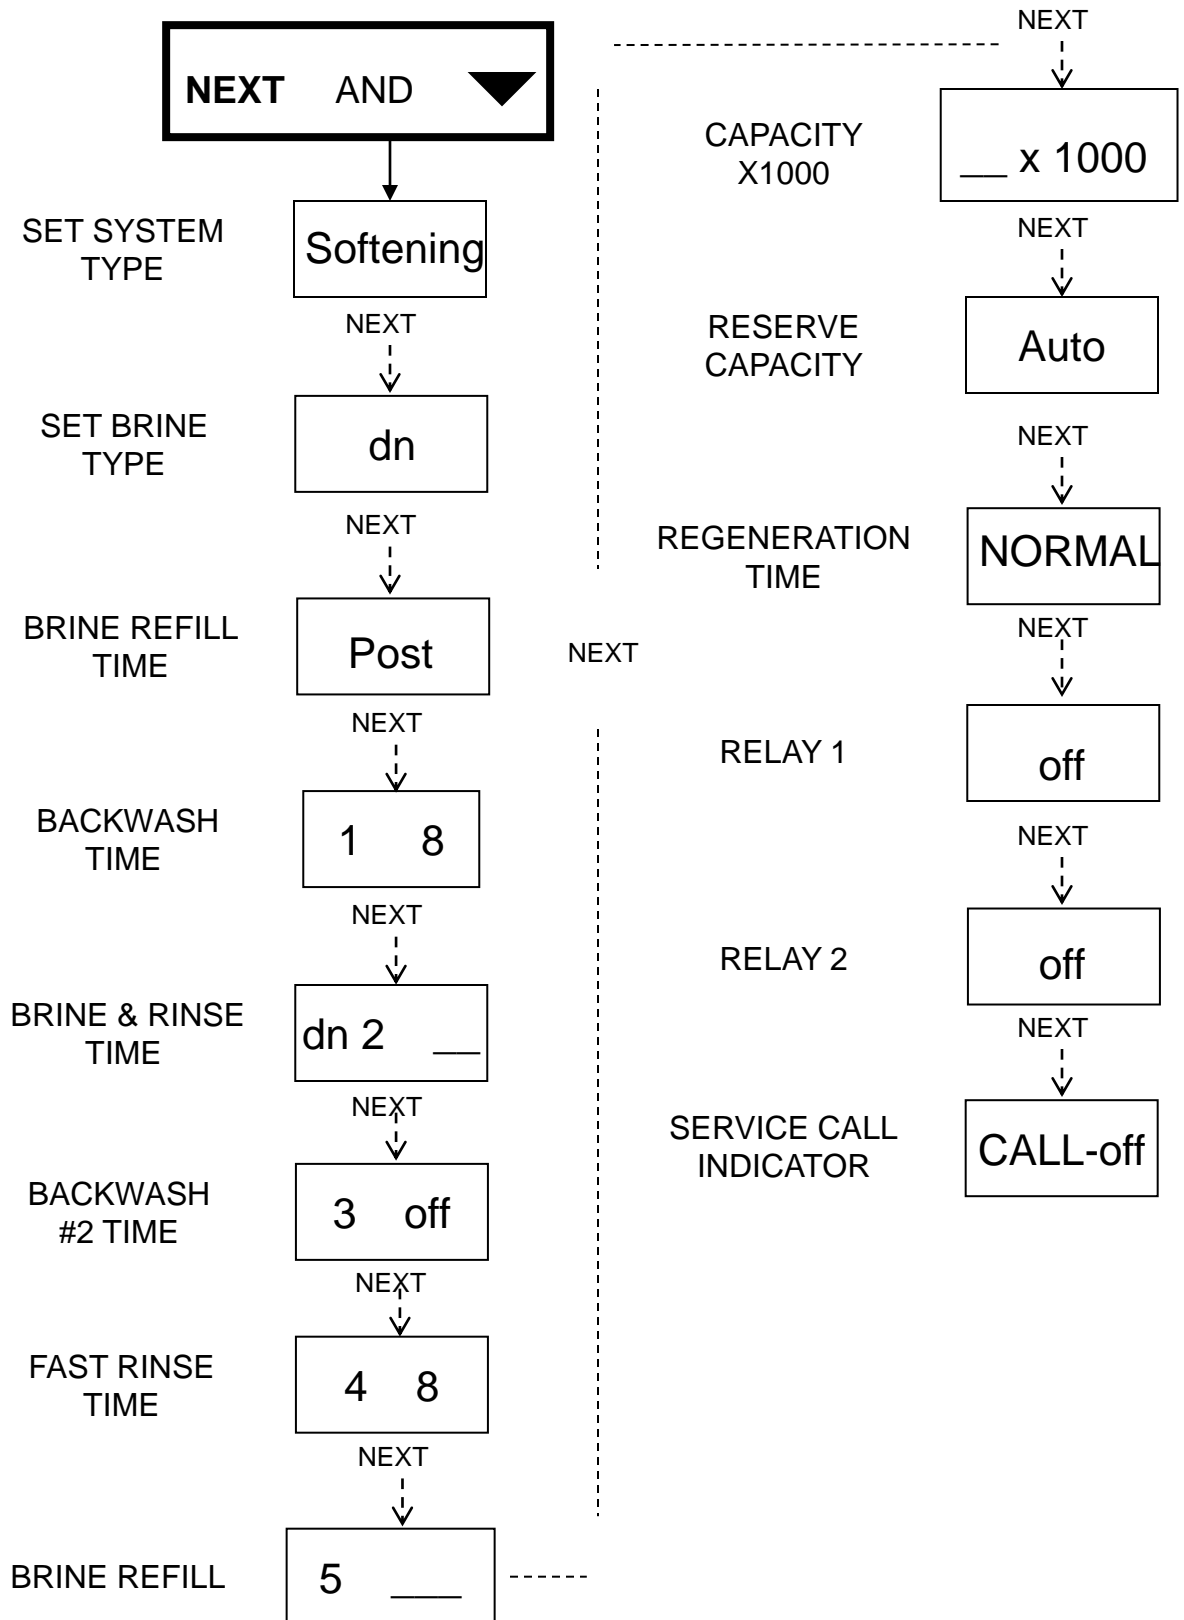 NEXT AND
SET SYSTEM
TYPE
Softening
NEXT
SET BRINE
TYPE
dn
NEXT
BRINE REFILL
TIME
Post
NEXT
BACKWASH
TIME
1 8
NEXT
BRINE & RINSE
TIME
dn 2 __
NEXT
BACKWASH
#2 TIME
3 off
NEXT
FAST RINSE
TIME
4 8
NEXT
BRINE REFILL
5 ___
NEXT
NEXT
CAPACITY
X1000
__ x 1000
NEXT
RESERVE
CAPACITY
Auto
NEXT
REGENERATION
TIME
NORMAL
NEXT
RELAY 1
off
NEXT
RELAY 2
off
NEXT
SERVICE CALL
INDICATOR
CALL-off